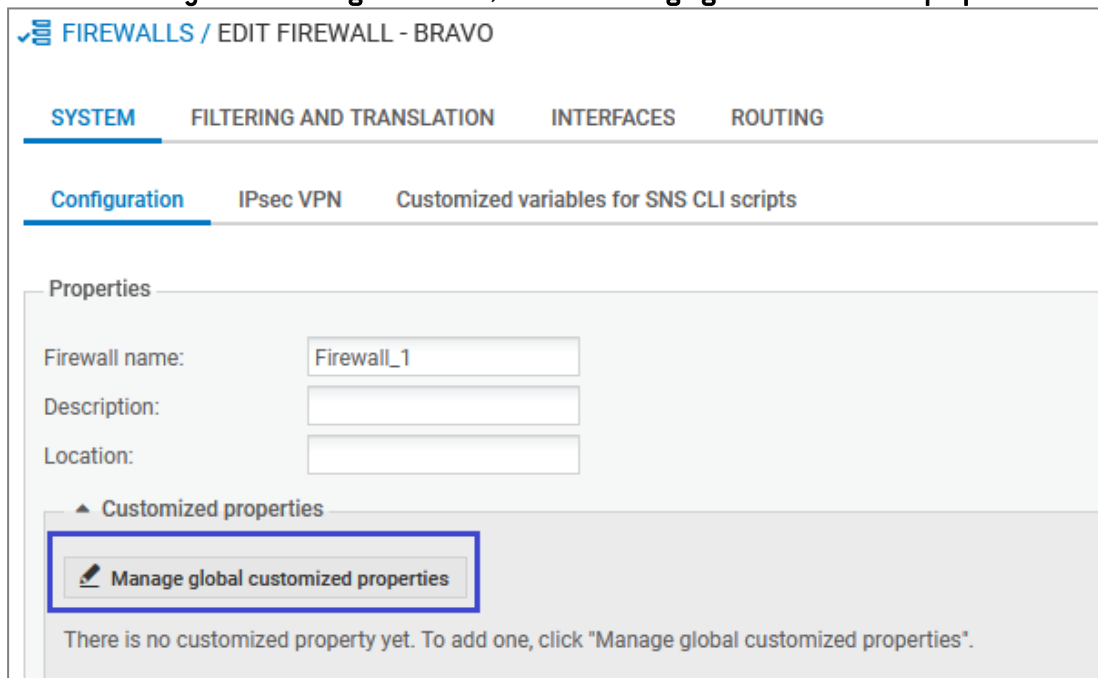 FIREWALLS / EDIT FIREWALL - BRAVO
SYSTEM FILTERING AND TRANSLATION INTERFACES ROUTING
Configuration IPsec VPN Customized variables for SNS CLI scripts
Properties
Firewall name: Firewall_1
Description:
Location:
Customized properties
Manage global customized properties
There is no customized property yet. To add one, click "Manage global customized properties".